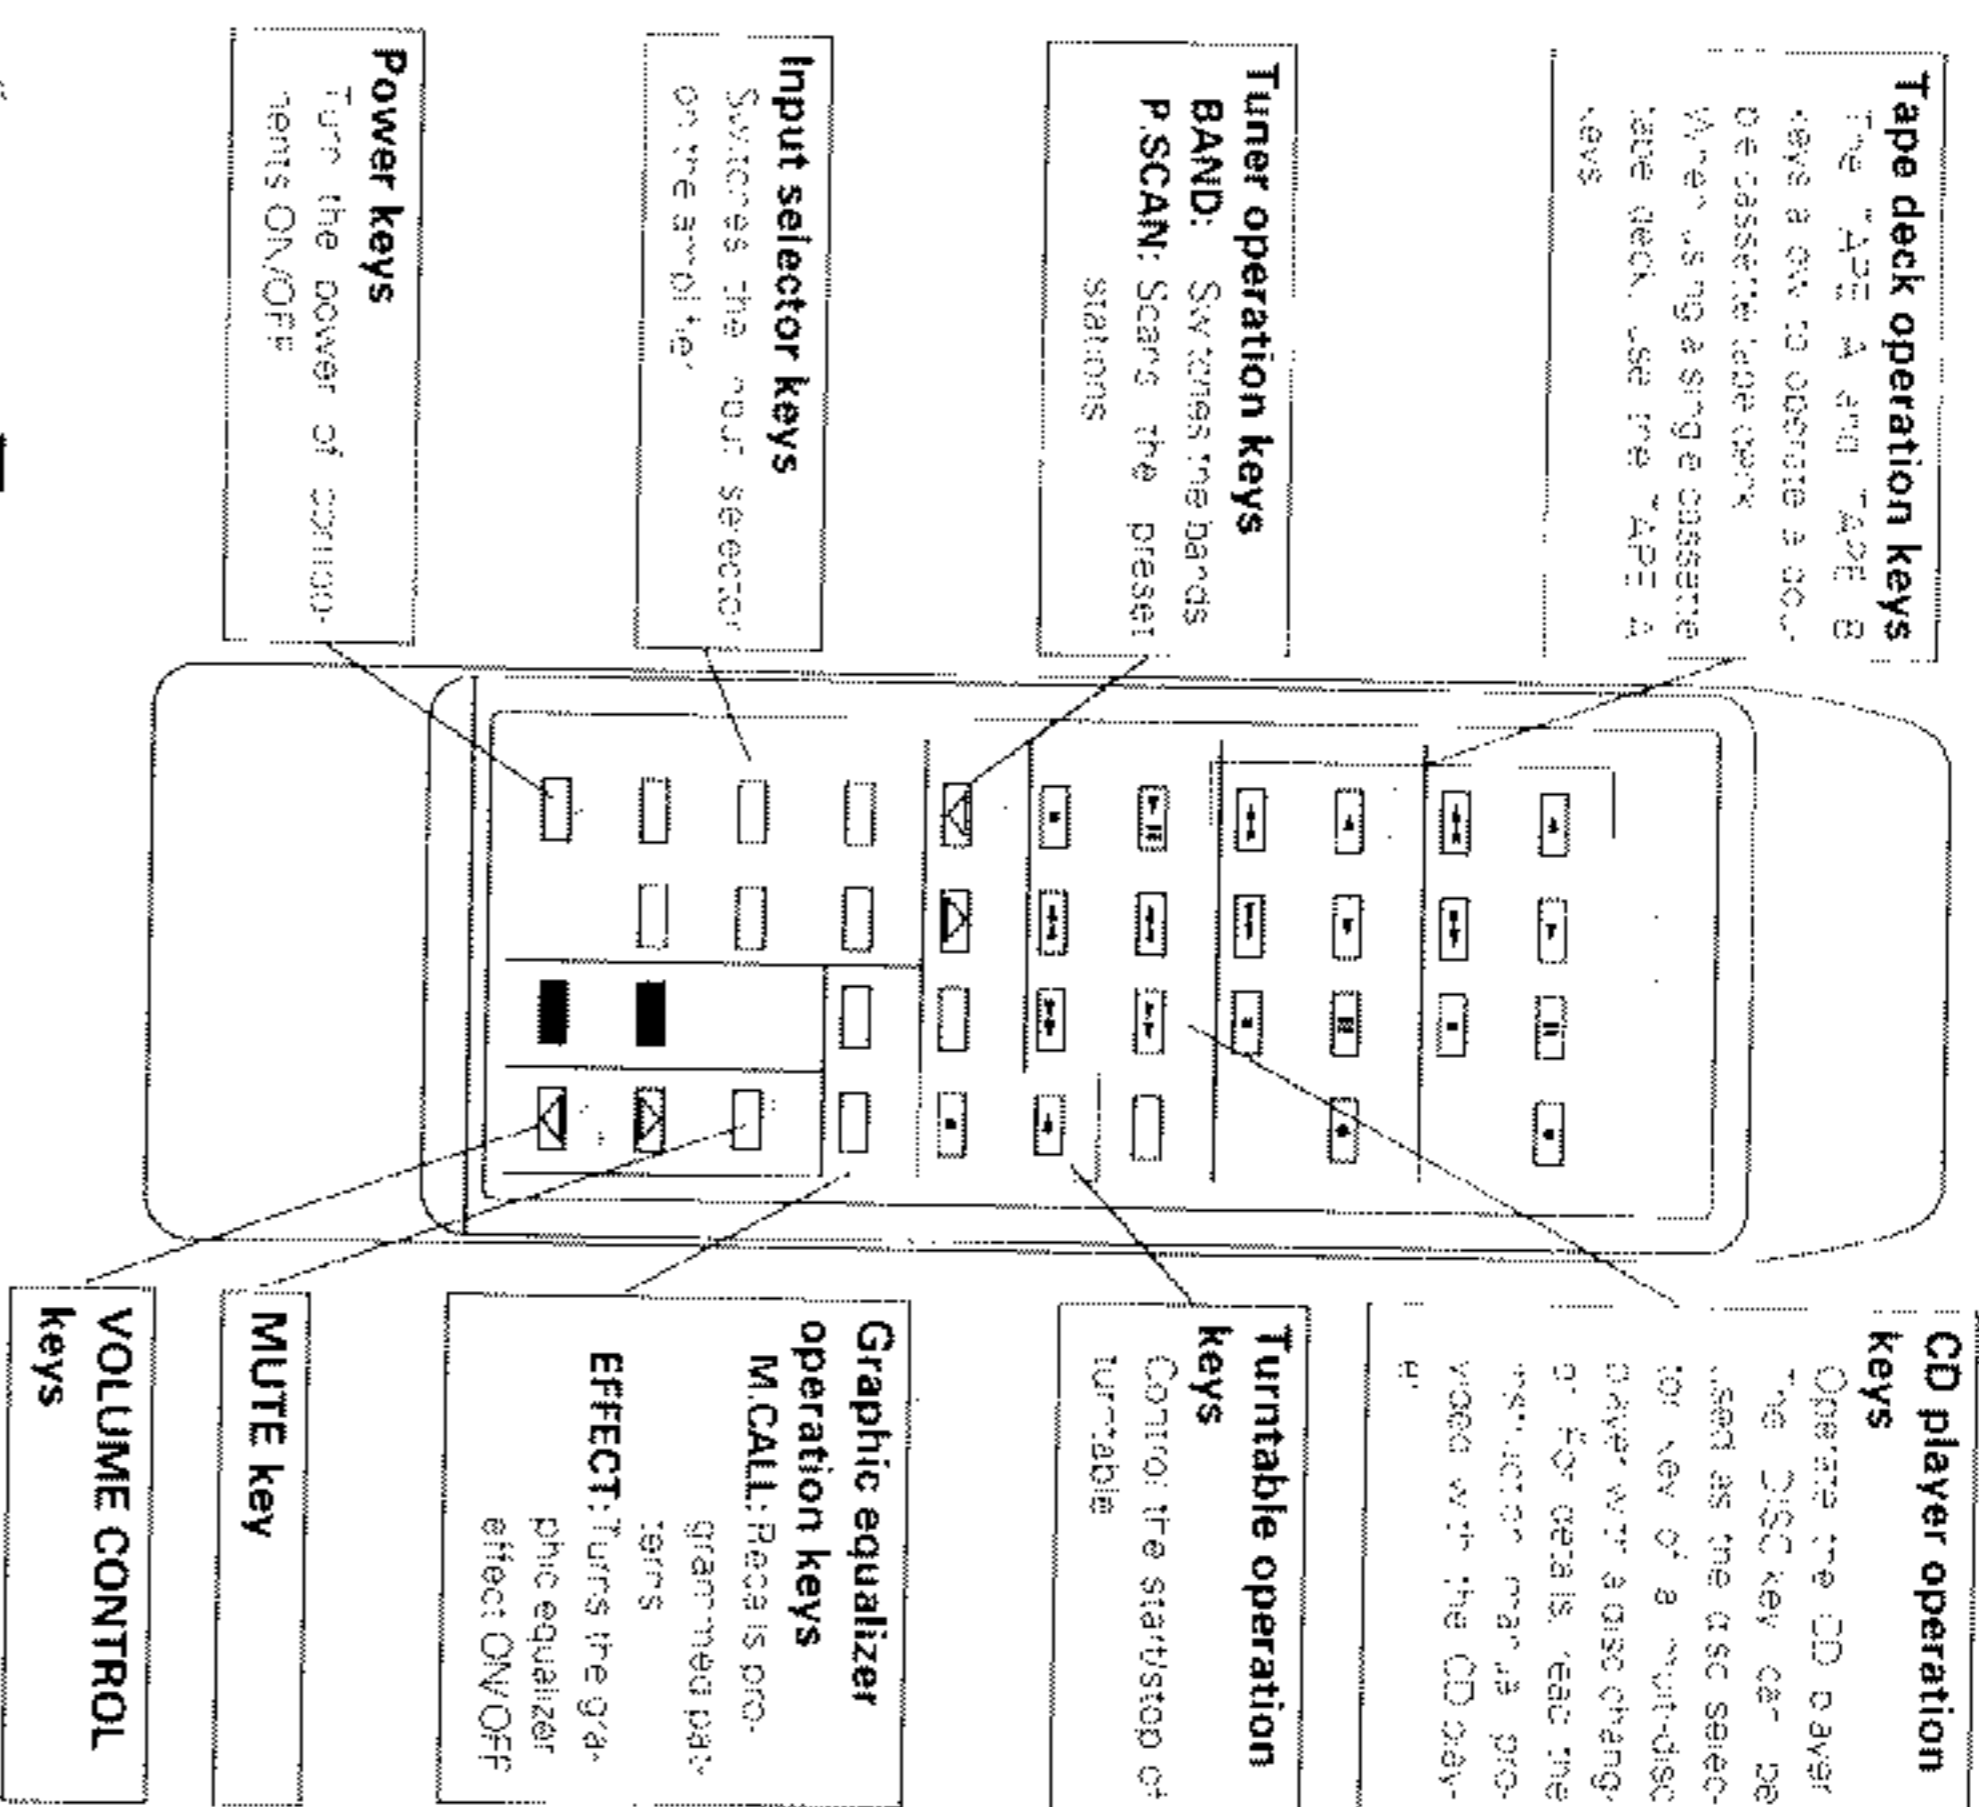 Tape deck operation keys
The TAPE A and TAPE B
keys allow to operate a dou-
ble cassette tape deck
When using a single cassette
tape deck, use the TAPE A
keys
Tuner operation keys
BAND: Switches the bands
P.SCAN: Scans the preset
stations
Input selector keys
Switches the input selector
on the amplifier
Power keys
Turn the power of compo-
nents ON/OFF
CD player operation
keys
Operate the CD player
The DISC key can be
used as the disc selec-
tor key of a multi-disc
player with a disc chang-
er. For details, read the
instruction manual pro-
vided with the CD play-
er
Turntable operation
keys
Control the start/stop of
turntable
Graphic equalizer
operation keys
M.CALL: Recalls pro-
grammed pat-
terns
EFFECT: Turns the gra-
phic equalizer
effect ON/OFF
MUTE key
VOLUME CONTROL
keys